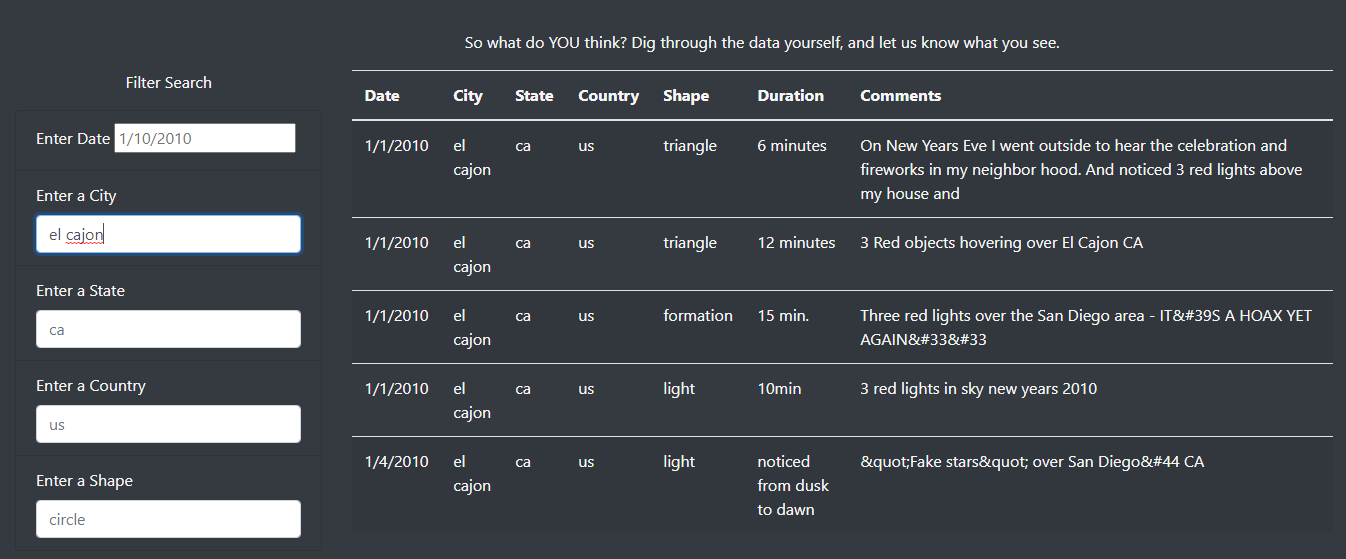 So what do YOU think? Dig through the data yourself, and let us know what you see.
Filter Search
Enter Date 1/10/2010
Enter a City
el cajon
Enter a State
ca
Enter a Country
us
Enter a Shape
circle
Date City State Country Shape Duration Comments
1/1/2010 el ca us triangle 6 minutes On New Years Eve I went outside to hear the celebration and
cajon fireworks in my neighbor hood. And noticed 3 red lights above
my house and
1/1/2010 el ca us triangle 12 minutes 3 Red objects hovering over El Cajon CA
cajon
1/1/2010 el ca us formation 15 min. Three red lights over the San Diego area - IT&#39S A HOAX YET
cajon AGAIN&#33&#33
1/1/2010 el ca us light 10min 3 red lights in sky new years 2010
cajon
1/4/2010 el ca us light noticed &quot;Fake stars&quot; over San Diego&#44 CA
cajon from dusk
to dawn